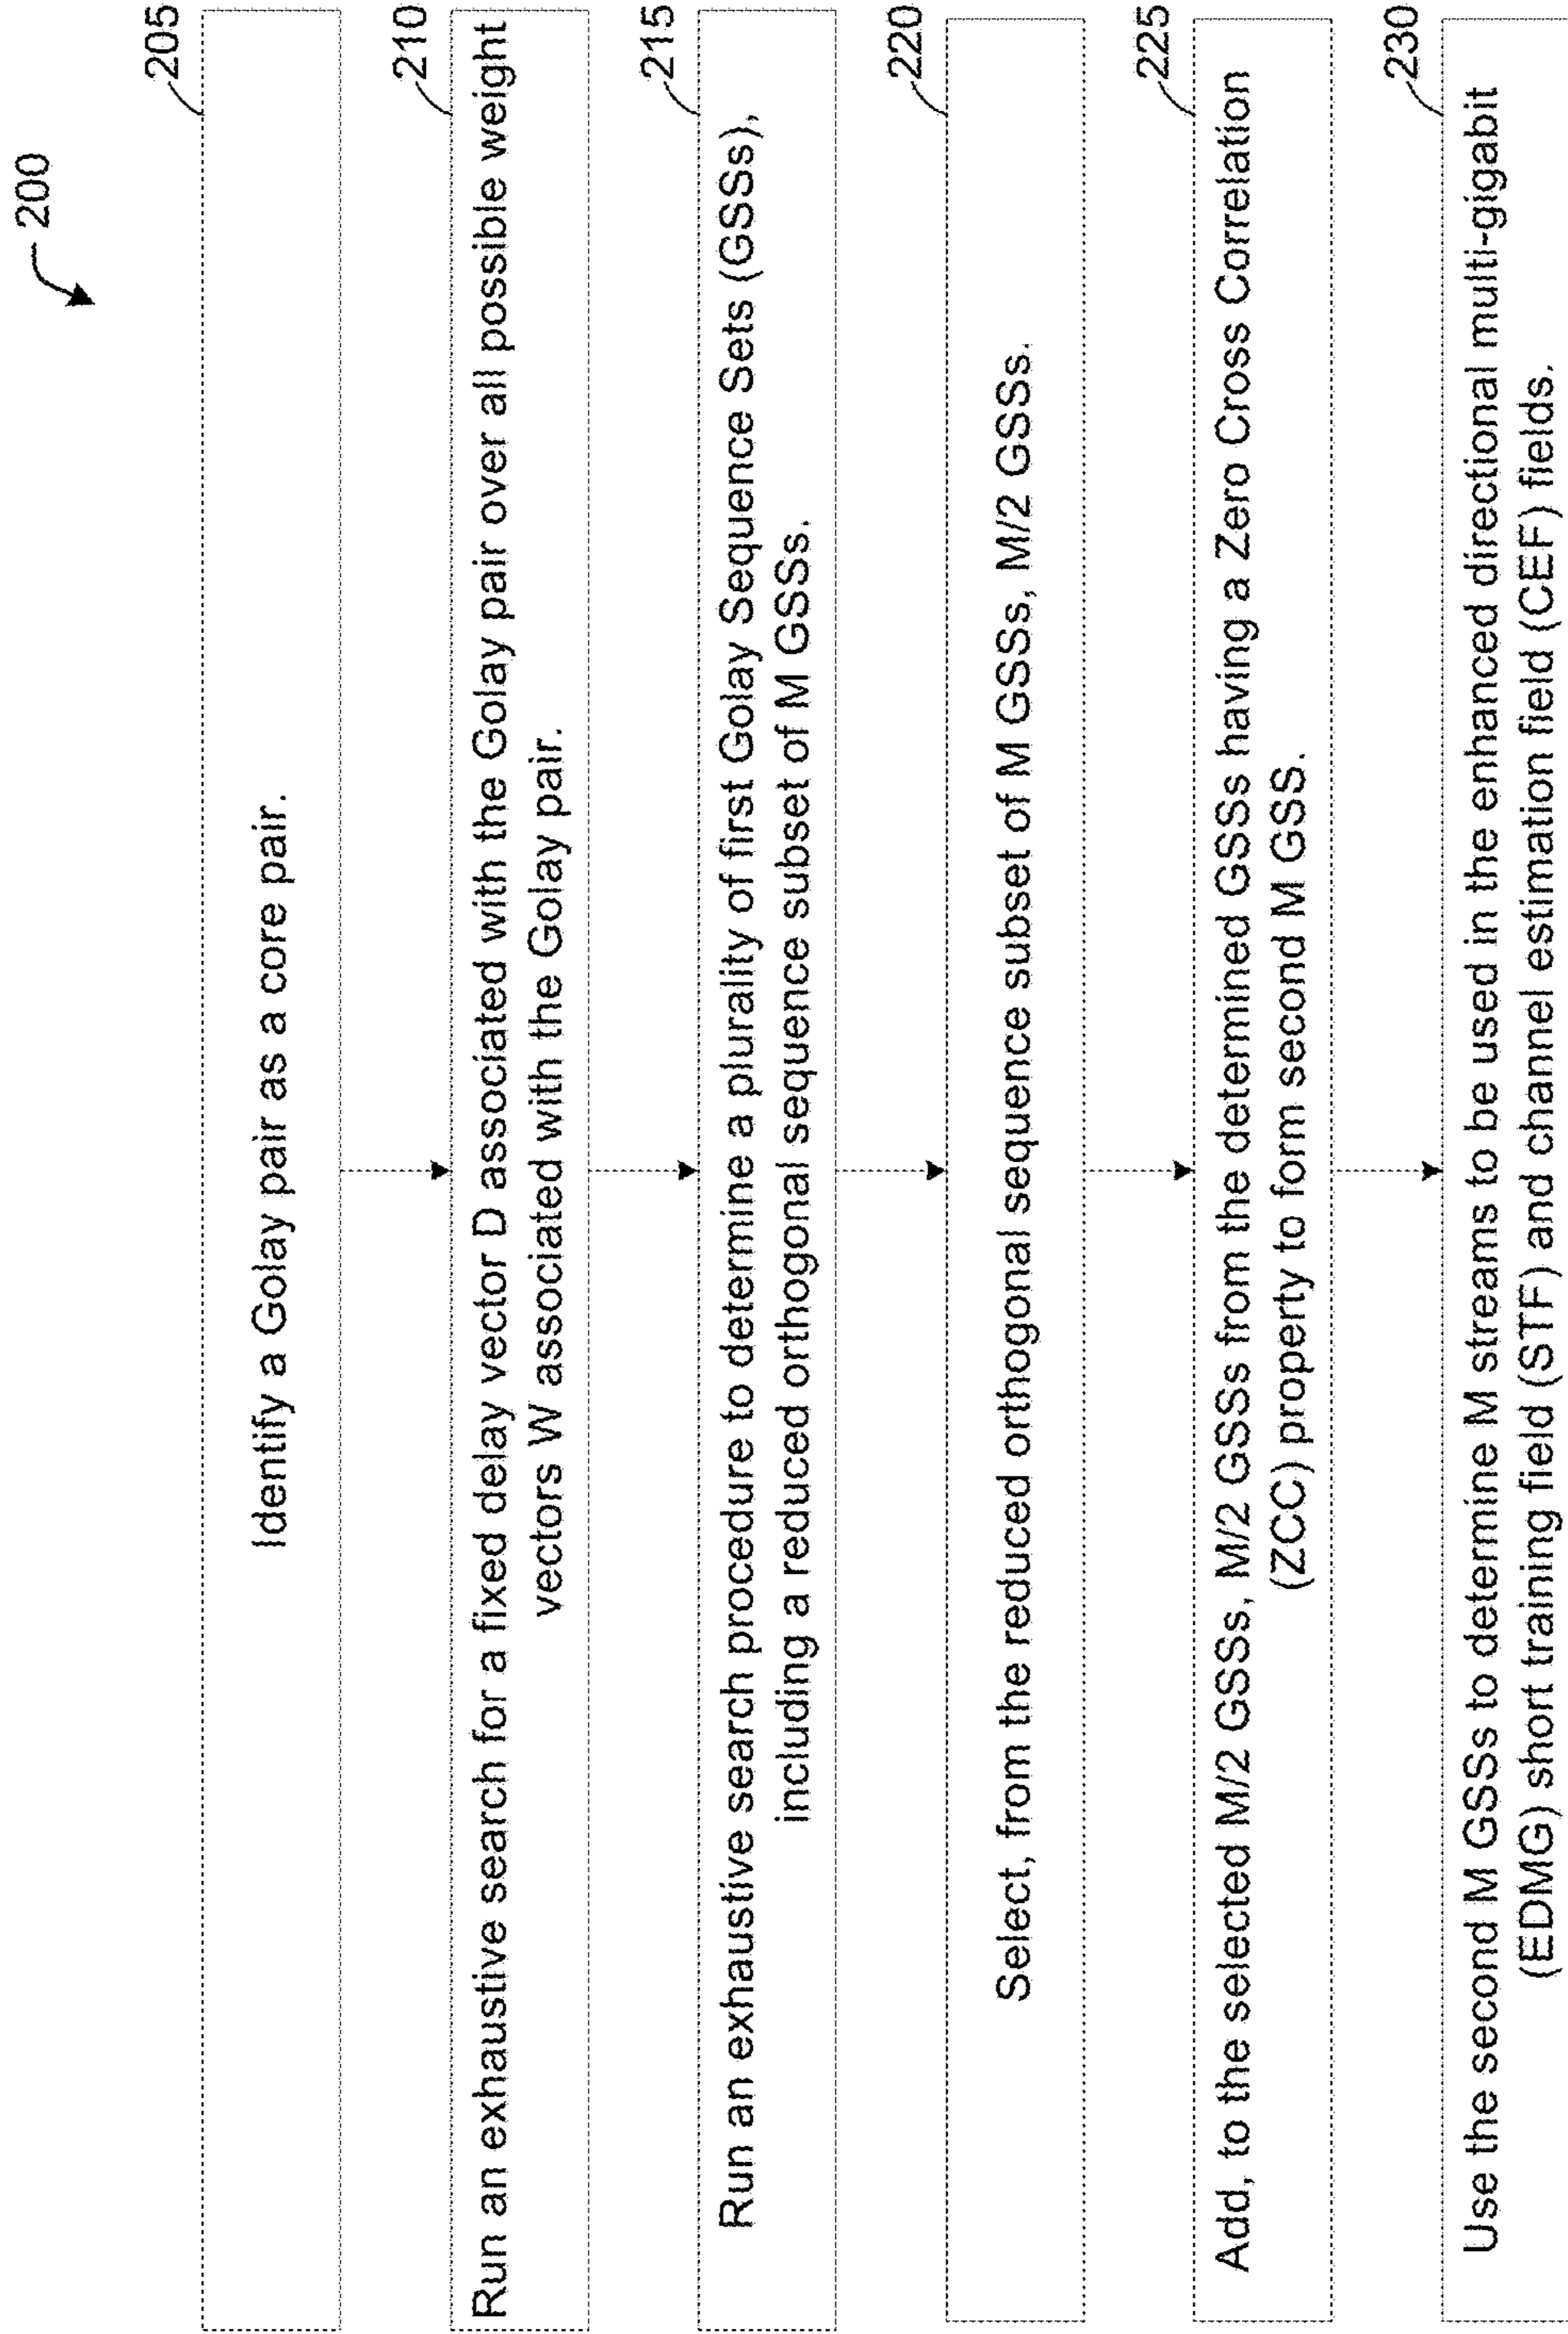 200
205
Identify a Golay pair as a core pair.
210
Run an exhaustive search for a fixed delay vector D associated with the Golay pair over all possible weight
vectors W associated with the Golay pair.
215
Run an exhaustive search procedure to determine a plurality of first Golay Sequence Sets (GSSs),
including a reduced orthogonal sequence subset of M GSSs.
220
Select, from the reduced orthogonal sequence subset of M GSSs, M/2 GSSs.
225
Add, to the selected M/2 GSSs, M/2 GSSs from the determined GSSs having a Zero Cross Correlation
(ZCC) property to form second M GSS.
230
Use the second M GSSs to determine M streams to be used in the enhanced directional multi-gigabit
(EDMG) short training field (STF) and channel estimation field (CEF) fields.